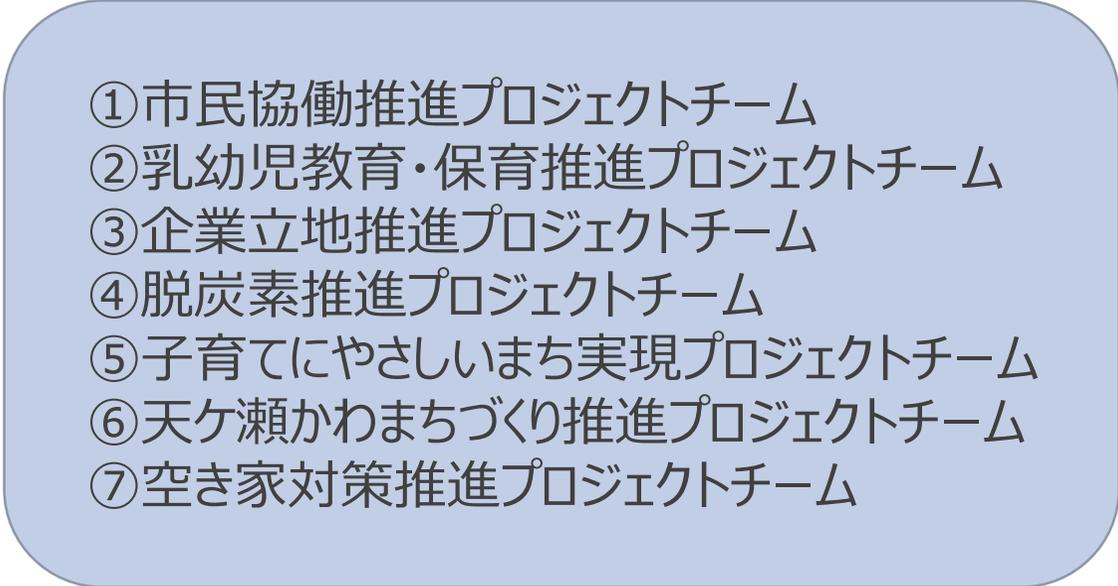 ①市民協働推進プロジェクトチーム
②乳幼児教育・保育推進プロジェクトチーム
③企業立地推進プロジェクトチーム
④脱炭素推進プロジェクトチーム
⑤子育てにやさしいまち実現プロジェクトチーム
⑥天ケ瀬かわまちづくり推進プロジェクトチーム
⑦空き家対策推進プロジェクトチーム